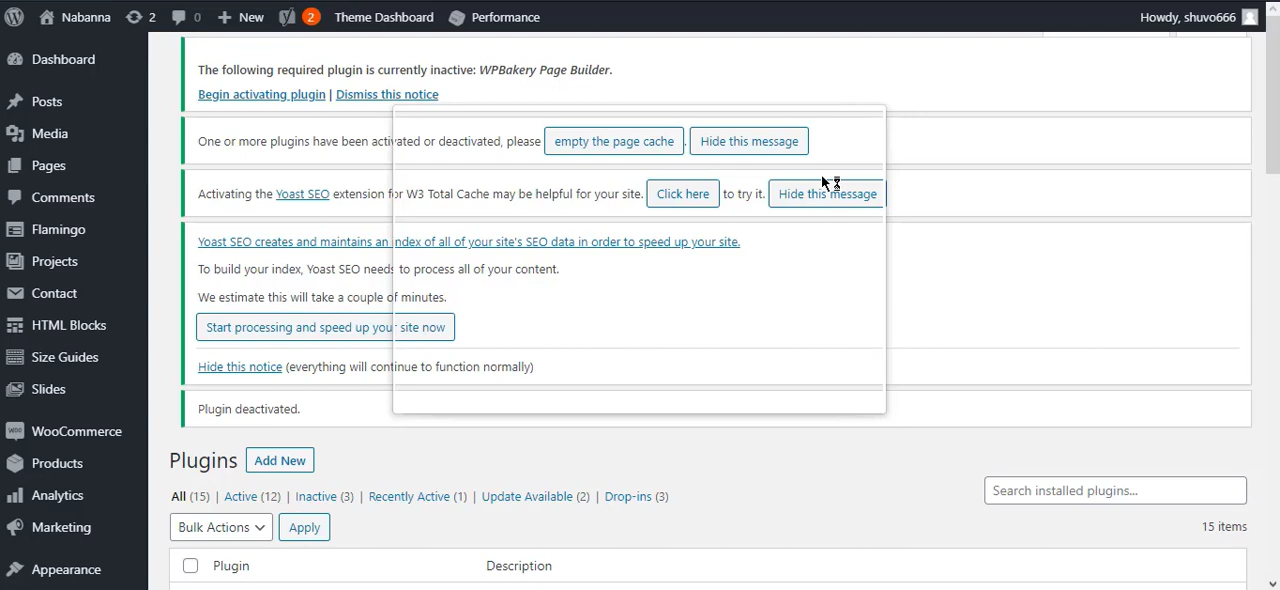 Nabanna 2 0 New 2 Theme Dashboard Performance Howdy, shuvo666
Dashboard
Posts
Media
Pages
Comments
Flamingo
Projects
Contact
HTML Blocks
Size Guides
Slides
WooCommerce
Products
Analytics
Marketing
Appearance
The following required plugin is currently inactive: WPBakery Page Builder.
Begin activating plugin | Dismiss this notice
One or more plugins have been activated or deactivated, please empty the page cache . Hide this message
Activating the Yoast SEO extension for W3 Total Cache may be helpful for your site. Click here to try it. Hide this message
Yoast SEO creates and maintains an index of all of your site's SEO data in order to speed up your site.
To build your index, Yoast SEO needs to process all of your content.
We estimate this will take a couple of minutes.
Start processing and speed up your site now
Hide this notice (everything will continue to function normally)
Plugin deactivated.
Plugins Add New
All (15) | Active (12) | Inactive (3) | Recently Active (1) | Update Available (2) | Drop-ins (3)
Search installed plugins...
Bulk Actions Apply 15 items
Plugin Description